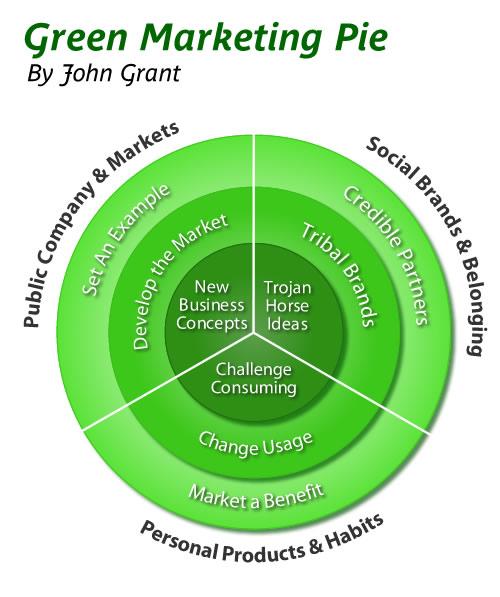 Green Marketing Pie
By John Grant
Public Company & Markets
Set An Example
Develop the Market
New
Business
Concepts
Social Brands & Belonging
Credible Partners
Tribal Brands
Trojan
Horse
Ideas
Challenge
Consuming
Change Usage
Market a Benefit
Personal Products & Habits